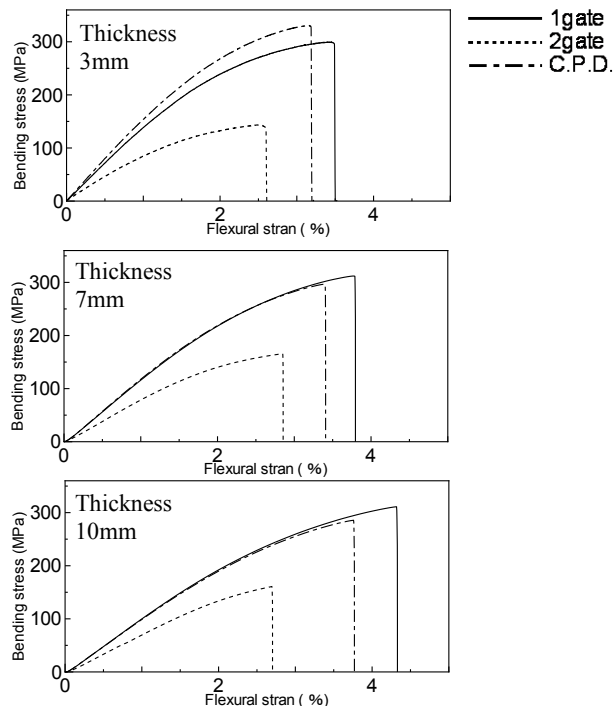 1gate
2gate
C.P.D.
Thickness
3mm
Bending stress (MPa)
300
200
100
0
0
2
4
Flexural stran ( %)
Thickness
7mm
Bending stress (MPa)
300
200
100
0
0
2
4
Flexural stran ( %)
Thickness
10mm
Bending stress (MPa)
300
200
100
0
0
2
4
Flexural stran ( %)